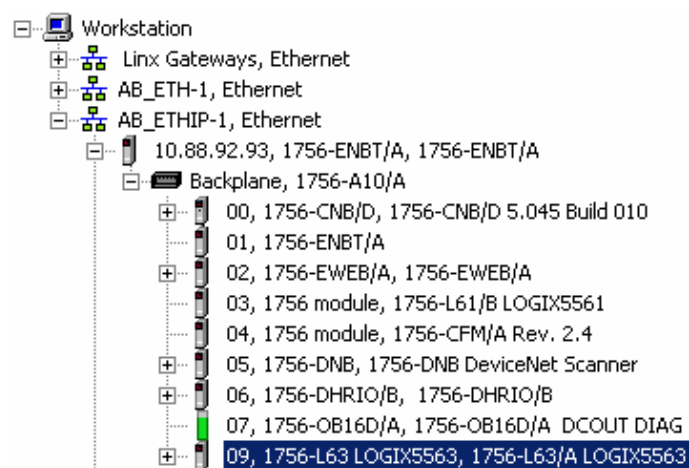 Workstation
Linx Gateways, Ethernet
AB_ETH-1, Ethernet
AB_ETHIP-1, Ethernet
10.88.92.93, 1756-ENBT/A, 1756-ENBT/A
Backplane, 1756-A10/A
00, 1756-CNB/D, 1756-CNB/D 5.045 Build 010
01, 1756-ENBT/A
02, 1756-EWEB/A, 1756-EWEB/A
03, 1756 module, 1756-L61/B LOGIX5561
04, 1756 module, 1756-CFM/A Rev. 2.4
05, 1756-DNB, 1756-DNB DeviceNet Scanner
06, 1756-DHRIO/B, 1756-DHRIO/B
07, 1756-OB16D/A, 1756-OB16D/A DCOUT DIAG
09, 1756-L63 LOGIX5563, 1756-L63/A LOGIX5563